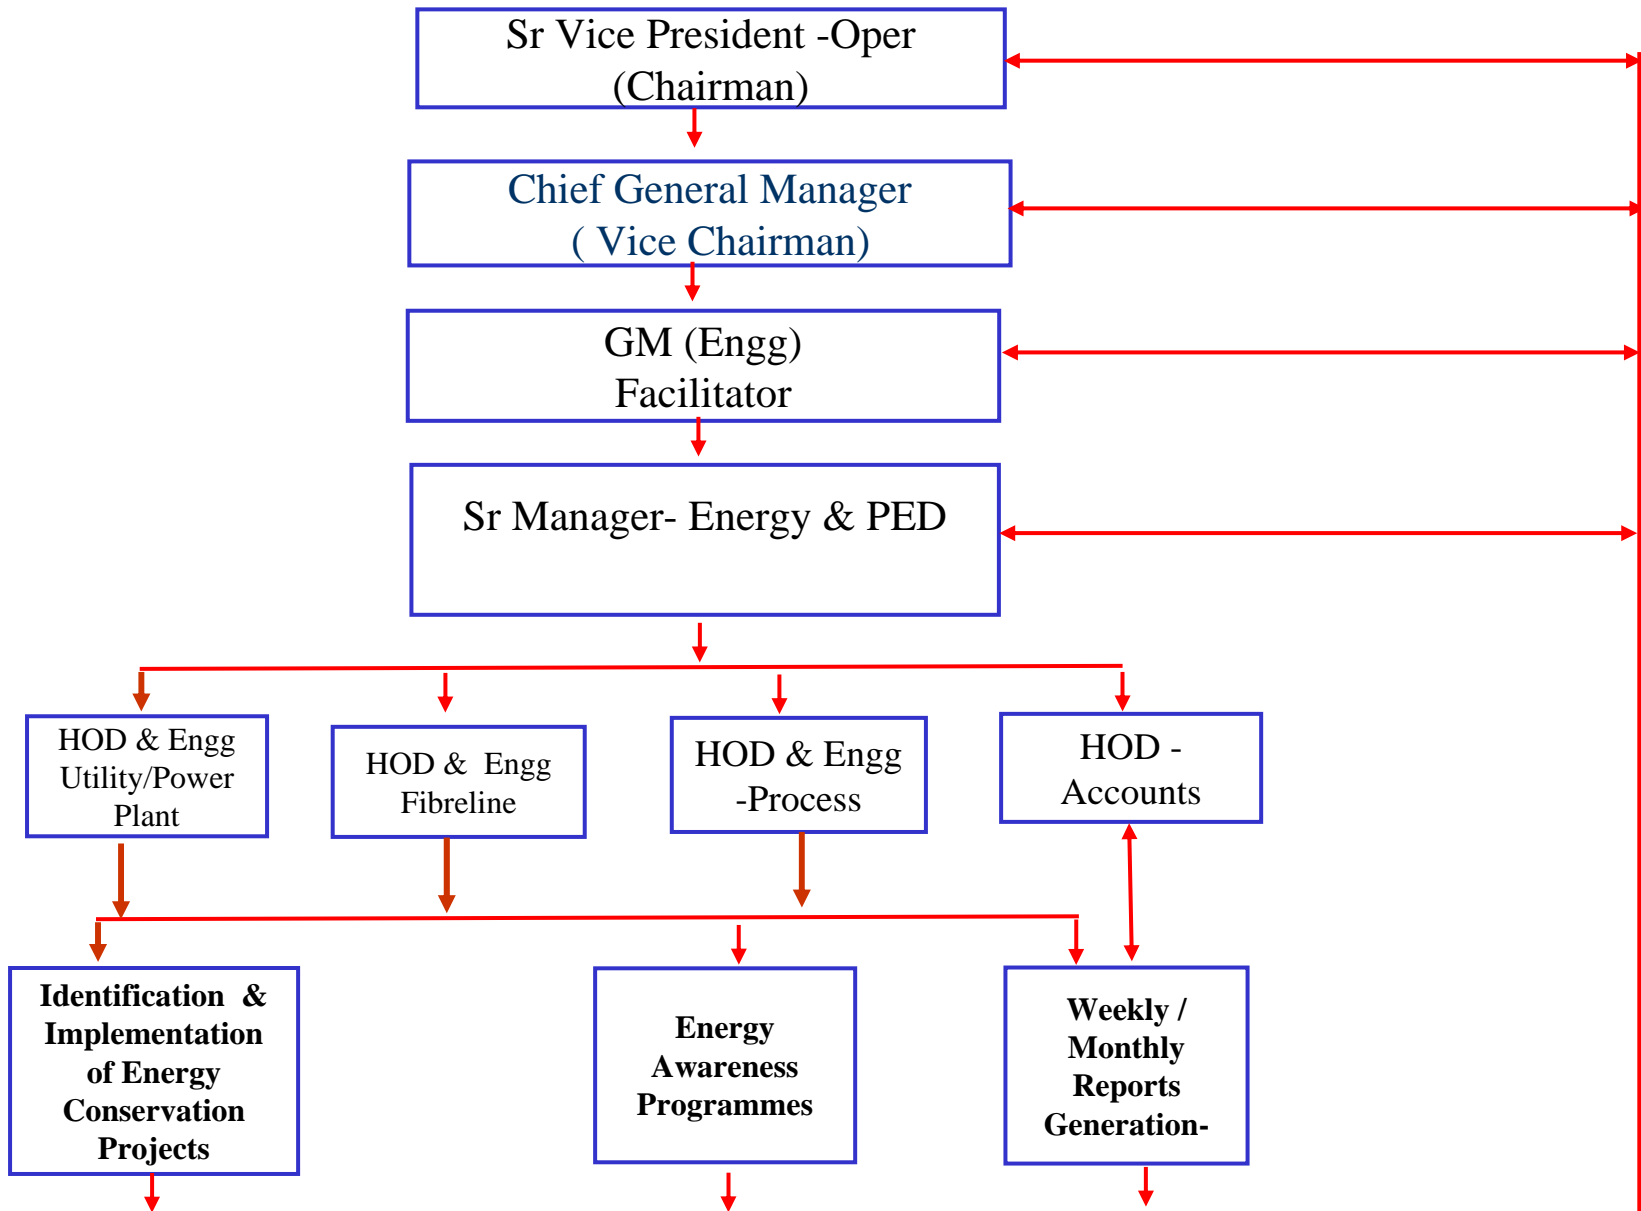 Sr Vice President -Oper
(Chairman)
Chief General Manager
( Vice Chairman)
GM (Engg)
Facilitator
Sr Manager- Energy & PED
HOD & Engg
Utility/Power
Plant
HOD &  Engg
Fibreline
HOD & Engg
-Process
HOD -
Accounts
Identification  &
Implementation
of Energy
Conservation
Projects
Energy
Awareness
Programmes
Weekly /
Monthly
Reports
Generation-